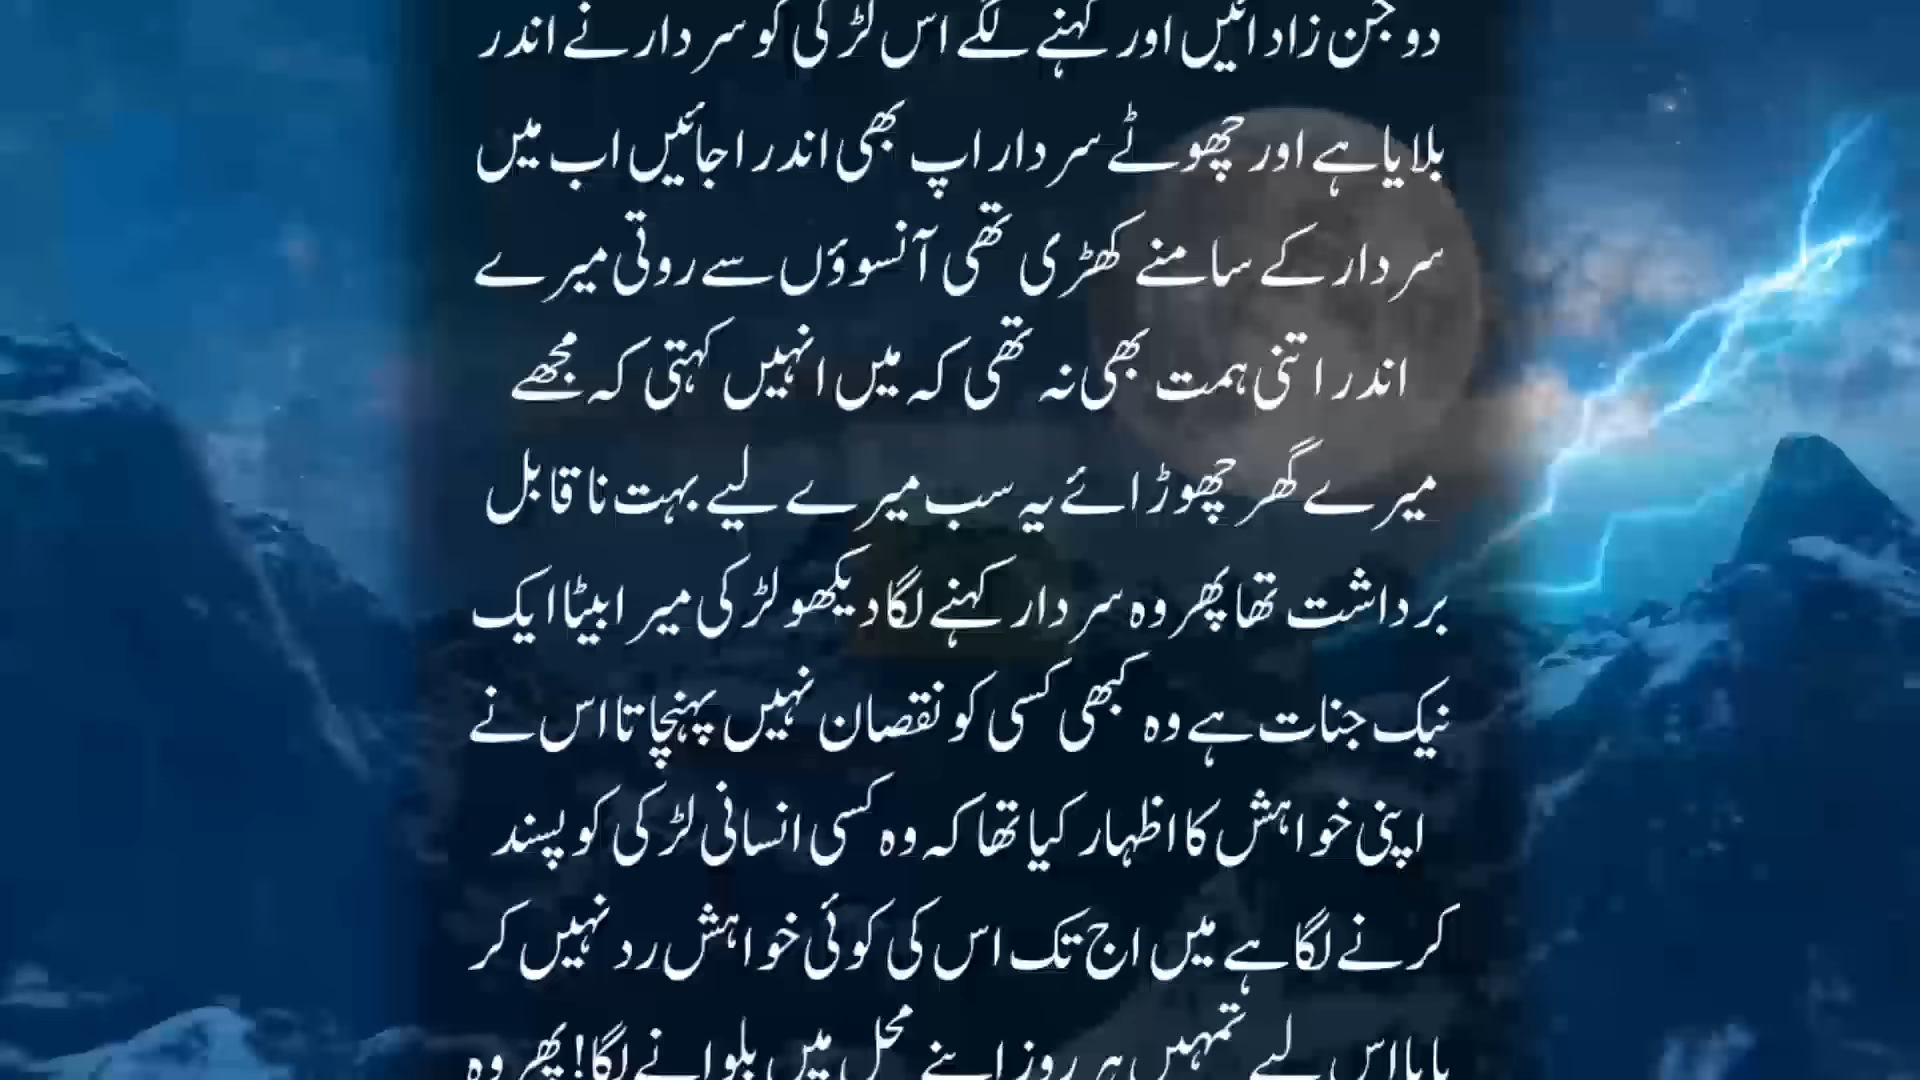 دو جن زاد ائیں اور کہنے لگے اس لڑکی کو سردار نے اندر
بلایا ہے اور چھوٹے سردار اپ بھی اندر اجائیں اب میں
سردار کے سامنے کھڑی تھی آنسوؤں سے روتی میرے
اندر اتنی ہمت بھی نہ تھی کہ میں انہیں کہتی کہ مجھے
میرے گھر چھوڑ ائے یہ سب میرے لیے بہت ناقابل
برداشت تھا پھر وہ سردار کہنے لگا دیکھو لڑکی میرا بیٹا ایک
نیک جنات ہے وہ کبھی کسی کو نقصان نہیں پہنچاتا اس نے
اپنی خواہش کا اظہار کیا تھا کہ وہ کسی انسانی لڑکی کو پسند
کرنے لگا ہے میں اج تک اس کی کوئی خواہش رد نہیں کر
پایا اس لیے تمہیں ہر روز اپنے محل میں بلوانے لگا! پھر وہ